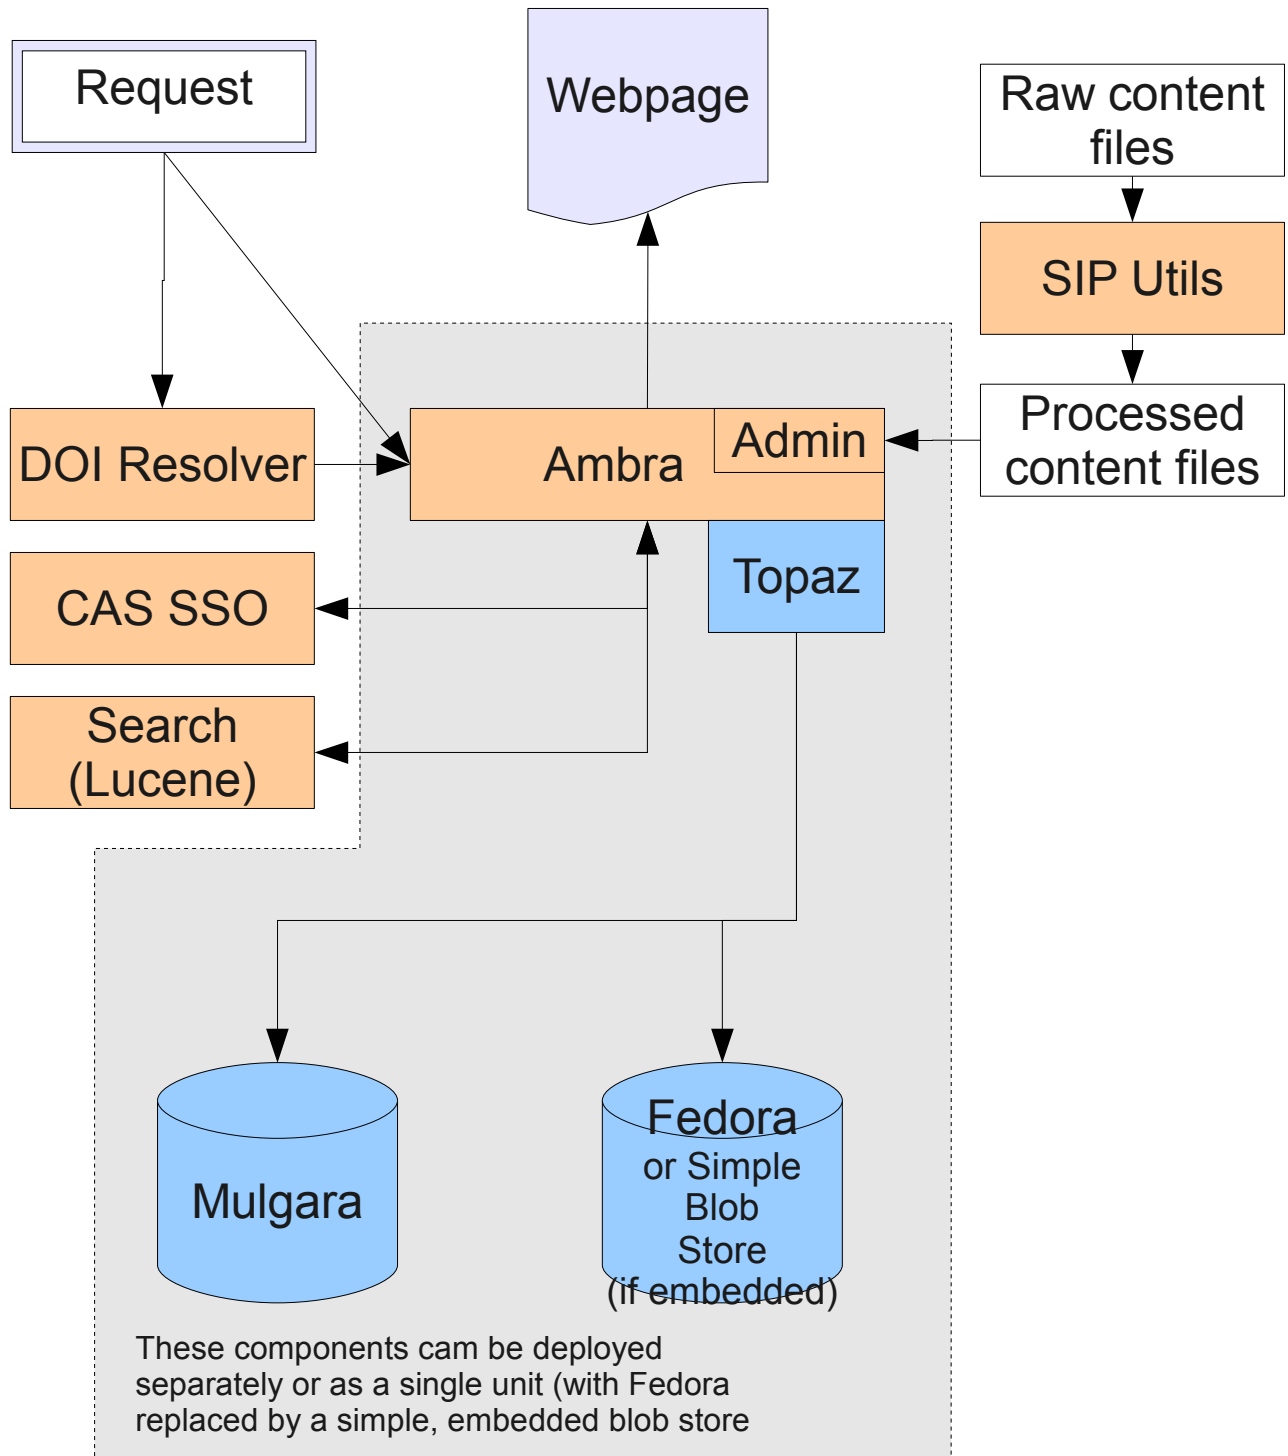 Request
Webpage
Raw content
files
SIP Utils
Processed
content files
DOI Resolver
Ambra
Admin
Topaz
CAS SSO
Search
(Lucene)
Mulgara
Fedora
or Simple
Blob
Store
(if embedded)
These components cam be deployed
separately or as a single unit (with Fedora
replaced by a simple, embedded blob store